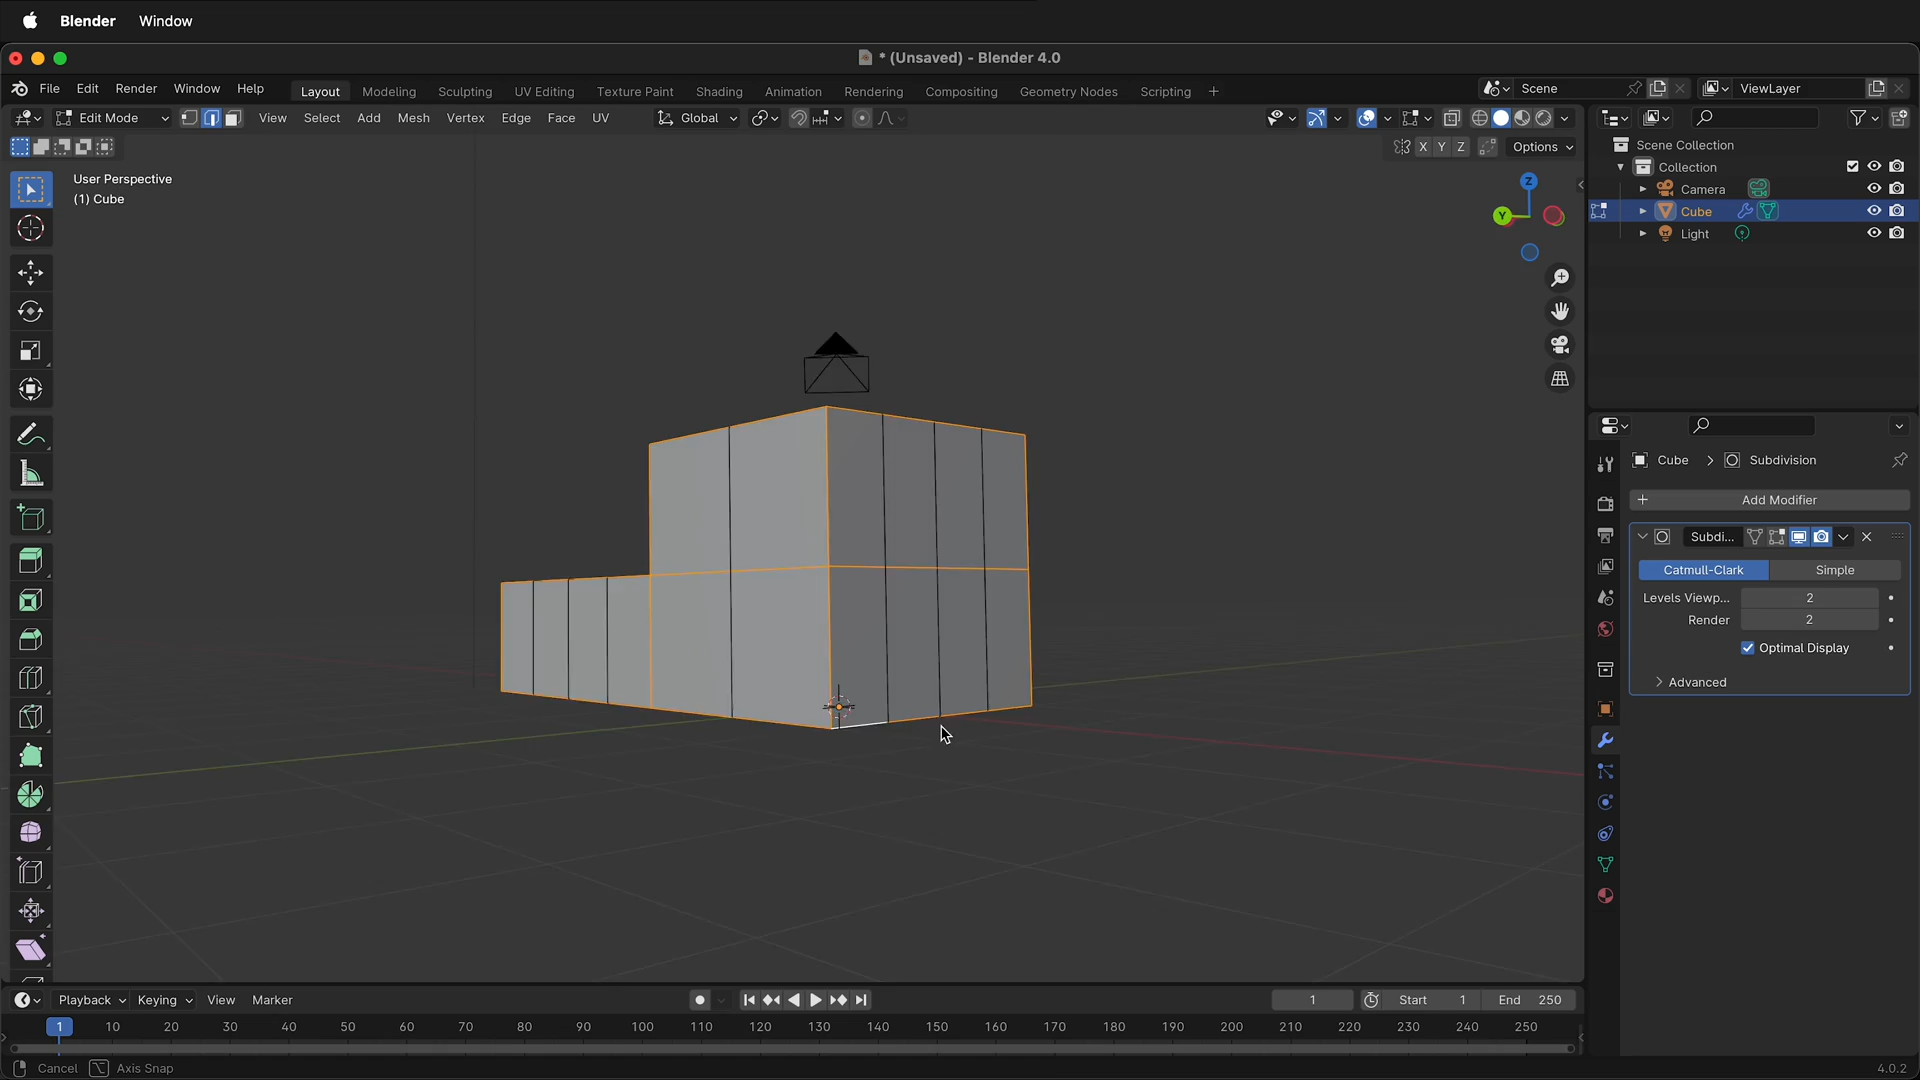 Blender Window
* (Unsaved) - Blender 4.0
File Edit Render Window Help Layout Modeling Sculpting UV Editing Texture Paint Shading Animation Rendering Compositing Geometry Nodes Scripting + Scene ViewLayer
Edit Mode View Select Add Mesh Vertex Edge Face UV Global
X Y Z Options
User Perspective
(1) Cube
Z
Y
Scene Collection
Collection
Camera
Cube
Light
Cube > Subdivision
+ Add Modifier
Subdi...
Catmull-Clark Simple
Levels Viewp... 2
Render 2
Optimal Display
Advanced
Playback Keying View Marker 1 Start 1 End 250
1 10 20 30 40 50 60 70 80 90 100 110 120 130 140 150 160 170 180 190 200 210 220 230 240 250
Cancel Axis Snap 4.0.2